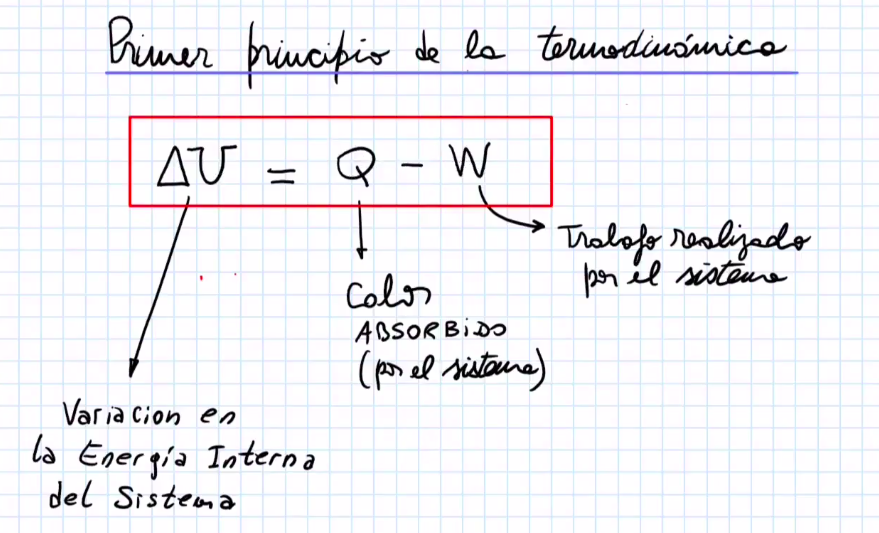 Primer principio de la termodinámica
ΔU = Q - W
Trabajo realizado
por el sistema
Calor
ABSORBiDO
(por el sistema)
Variacion en
la Energía Interna
del Sistema